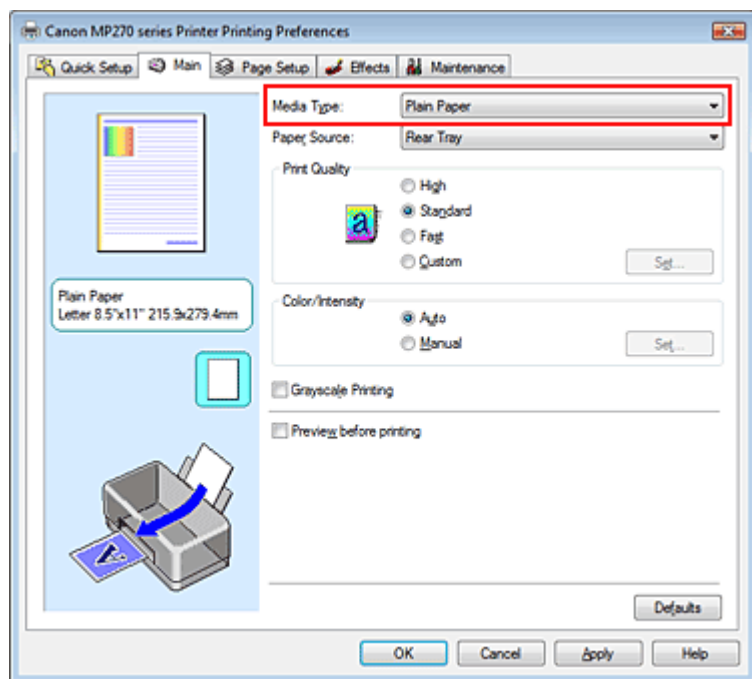 Canon MP270 series Printer Printing Preferences
Quick Setup Main Page Setup Effects Maintenance
Media Type: Plain Paper
Paper Source: Rear Tray
Print Quality
High
a Standard
Fast
Custom Set...
Plain Paper
Letter 8.5"x11" 215.9x279.4mm
Color/Intensity
Auto
Manual Set...
Grayscale Printing
Preview before printing
Defaults
OK Cancel Apply Help